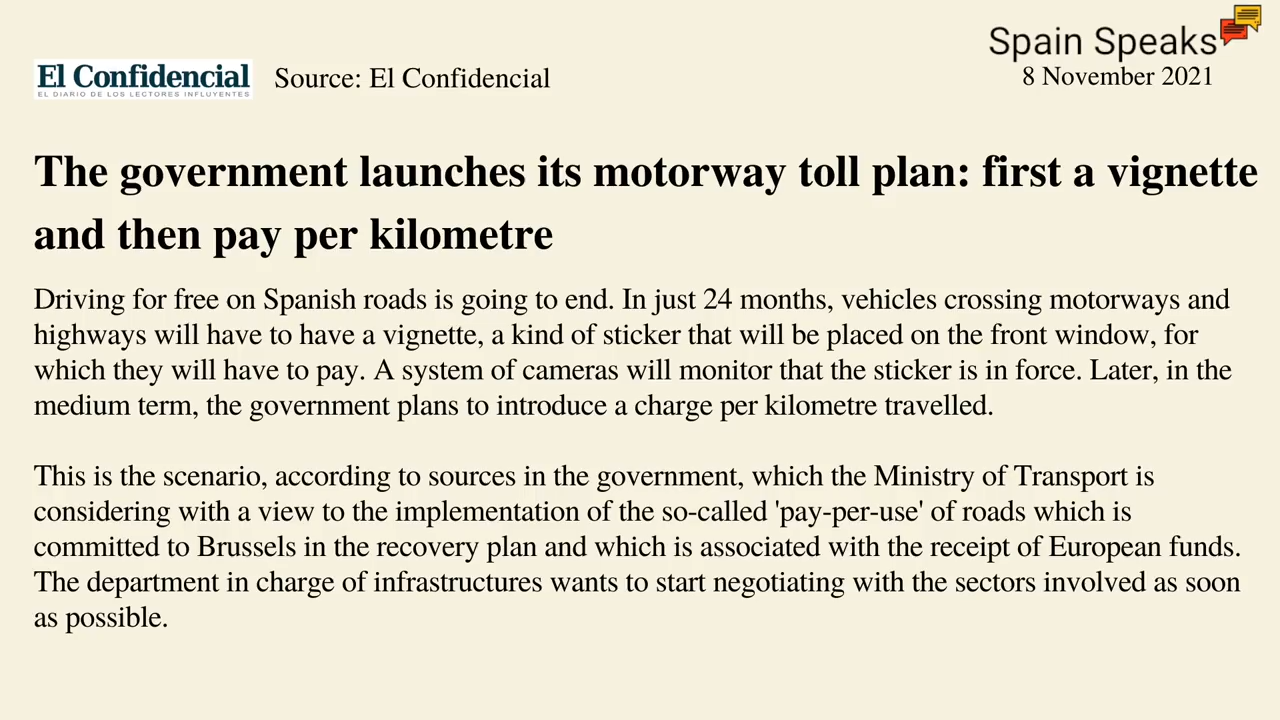 Spain Speaks
El Confidencial
EL DIARIO DE LOS LECTORES INFLUYENTES
Source: El Confidencial
8 November 2021
The government launches its motorway toll plan: first a vignette
and then pay per kilometre
Driving for free on Spanish roads is going to end. In just 24 months, vehicles crossing motorways and
highways will have to have a vignette, a kind of sticker that will be placed on the front window, for
which they will have to pay. A system of cameras will monitor that the sticker is in force. Later, in the
medium term, the government plans to introduce a charge per kilometre travelled.
This is the scenario, according to sources in the government, which the Ministry of Transport is
considering with a view to the implementation of the so-called 'pay-per-use' of roads which is
committed to Brussels in the recovery plan and which is associated with the receipt of European funds.
The department in charge of infrastructures wants to start negotiating with the sectors involved as soon
as possible.